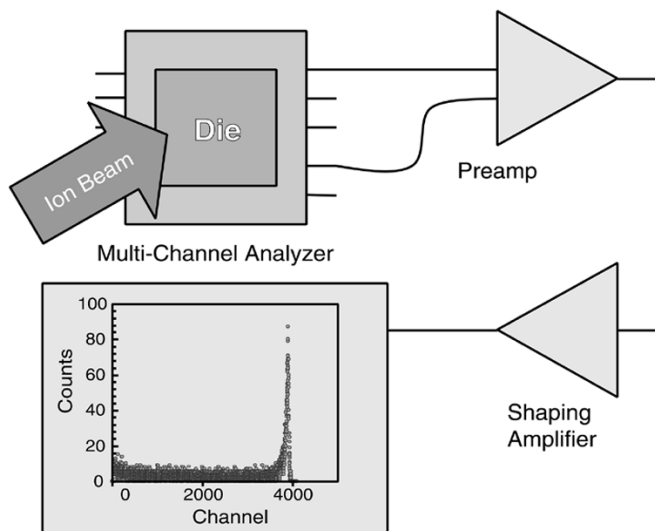 Die
Ion Beam
Preamp
Multi-Channel Analyzer
100
80
60
40
20
0
Counts
0 2000 4000
Channel
Shaping
Amplifier